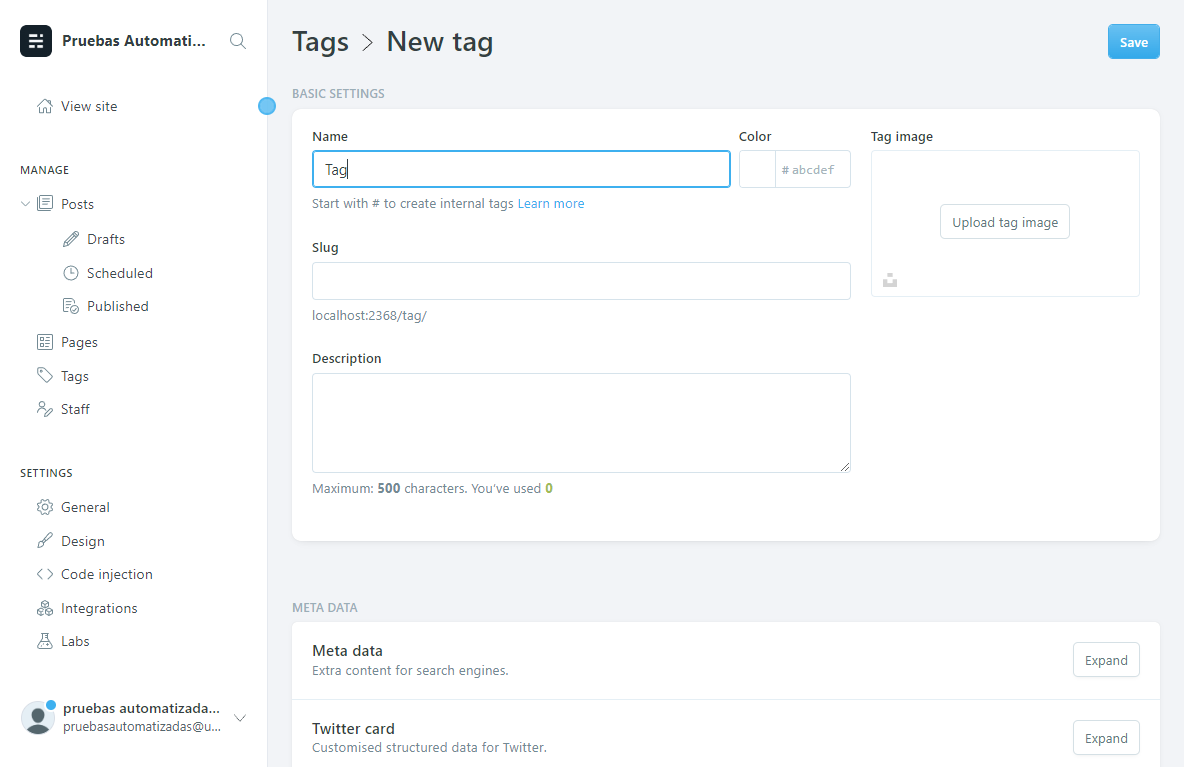 Pruebas Automati...
View site
MANAGE
Posts
Drafts
Scheduled
Published
Pages
Tags
Staff
SETTINGS
General
Design
Code injection
Integrations
Labs
pruebas automatizada...
pruebasautomatizadas@u...
Tags > New tag
Save
BASIC SETTINGS
Name
Tag
Start with # to create internal tags Learn more
Color
# abcdef
Tag image
Upload tag image
Slug
localhost:2368/tag/
Description
Maximum: 500 characters. You've used 0
META DATA
Meta data
Extra content for search engines.
Expand
Twitter card
Customised structured data for Twitter.
Expand